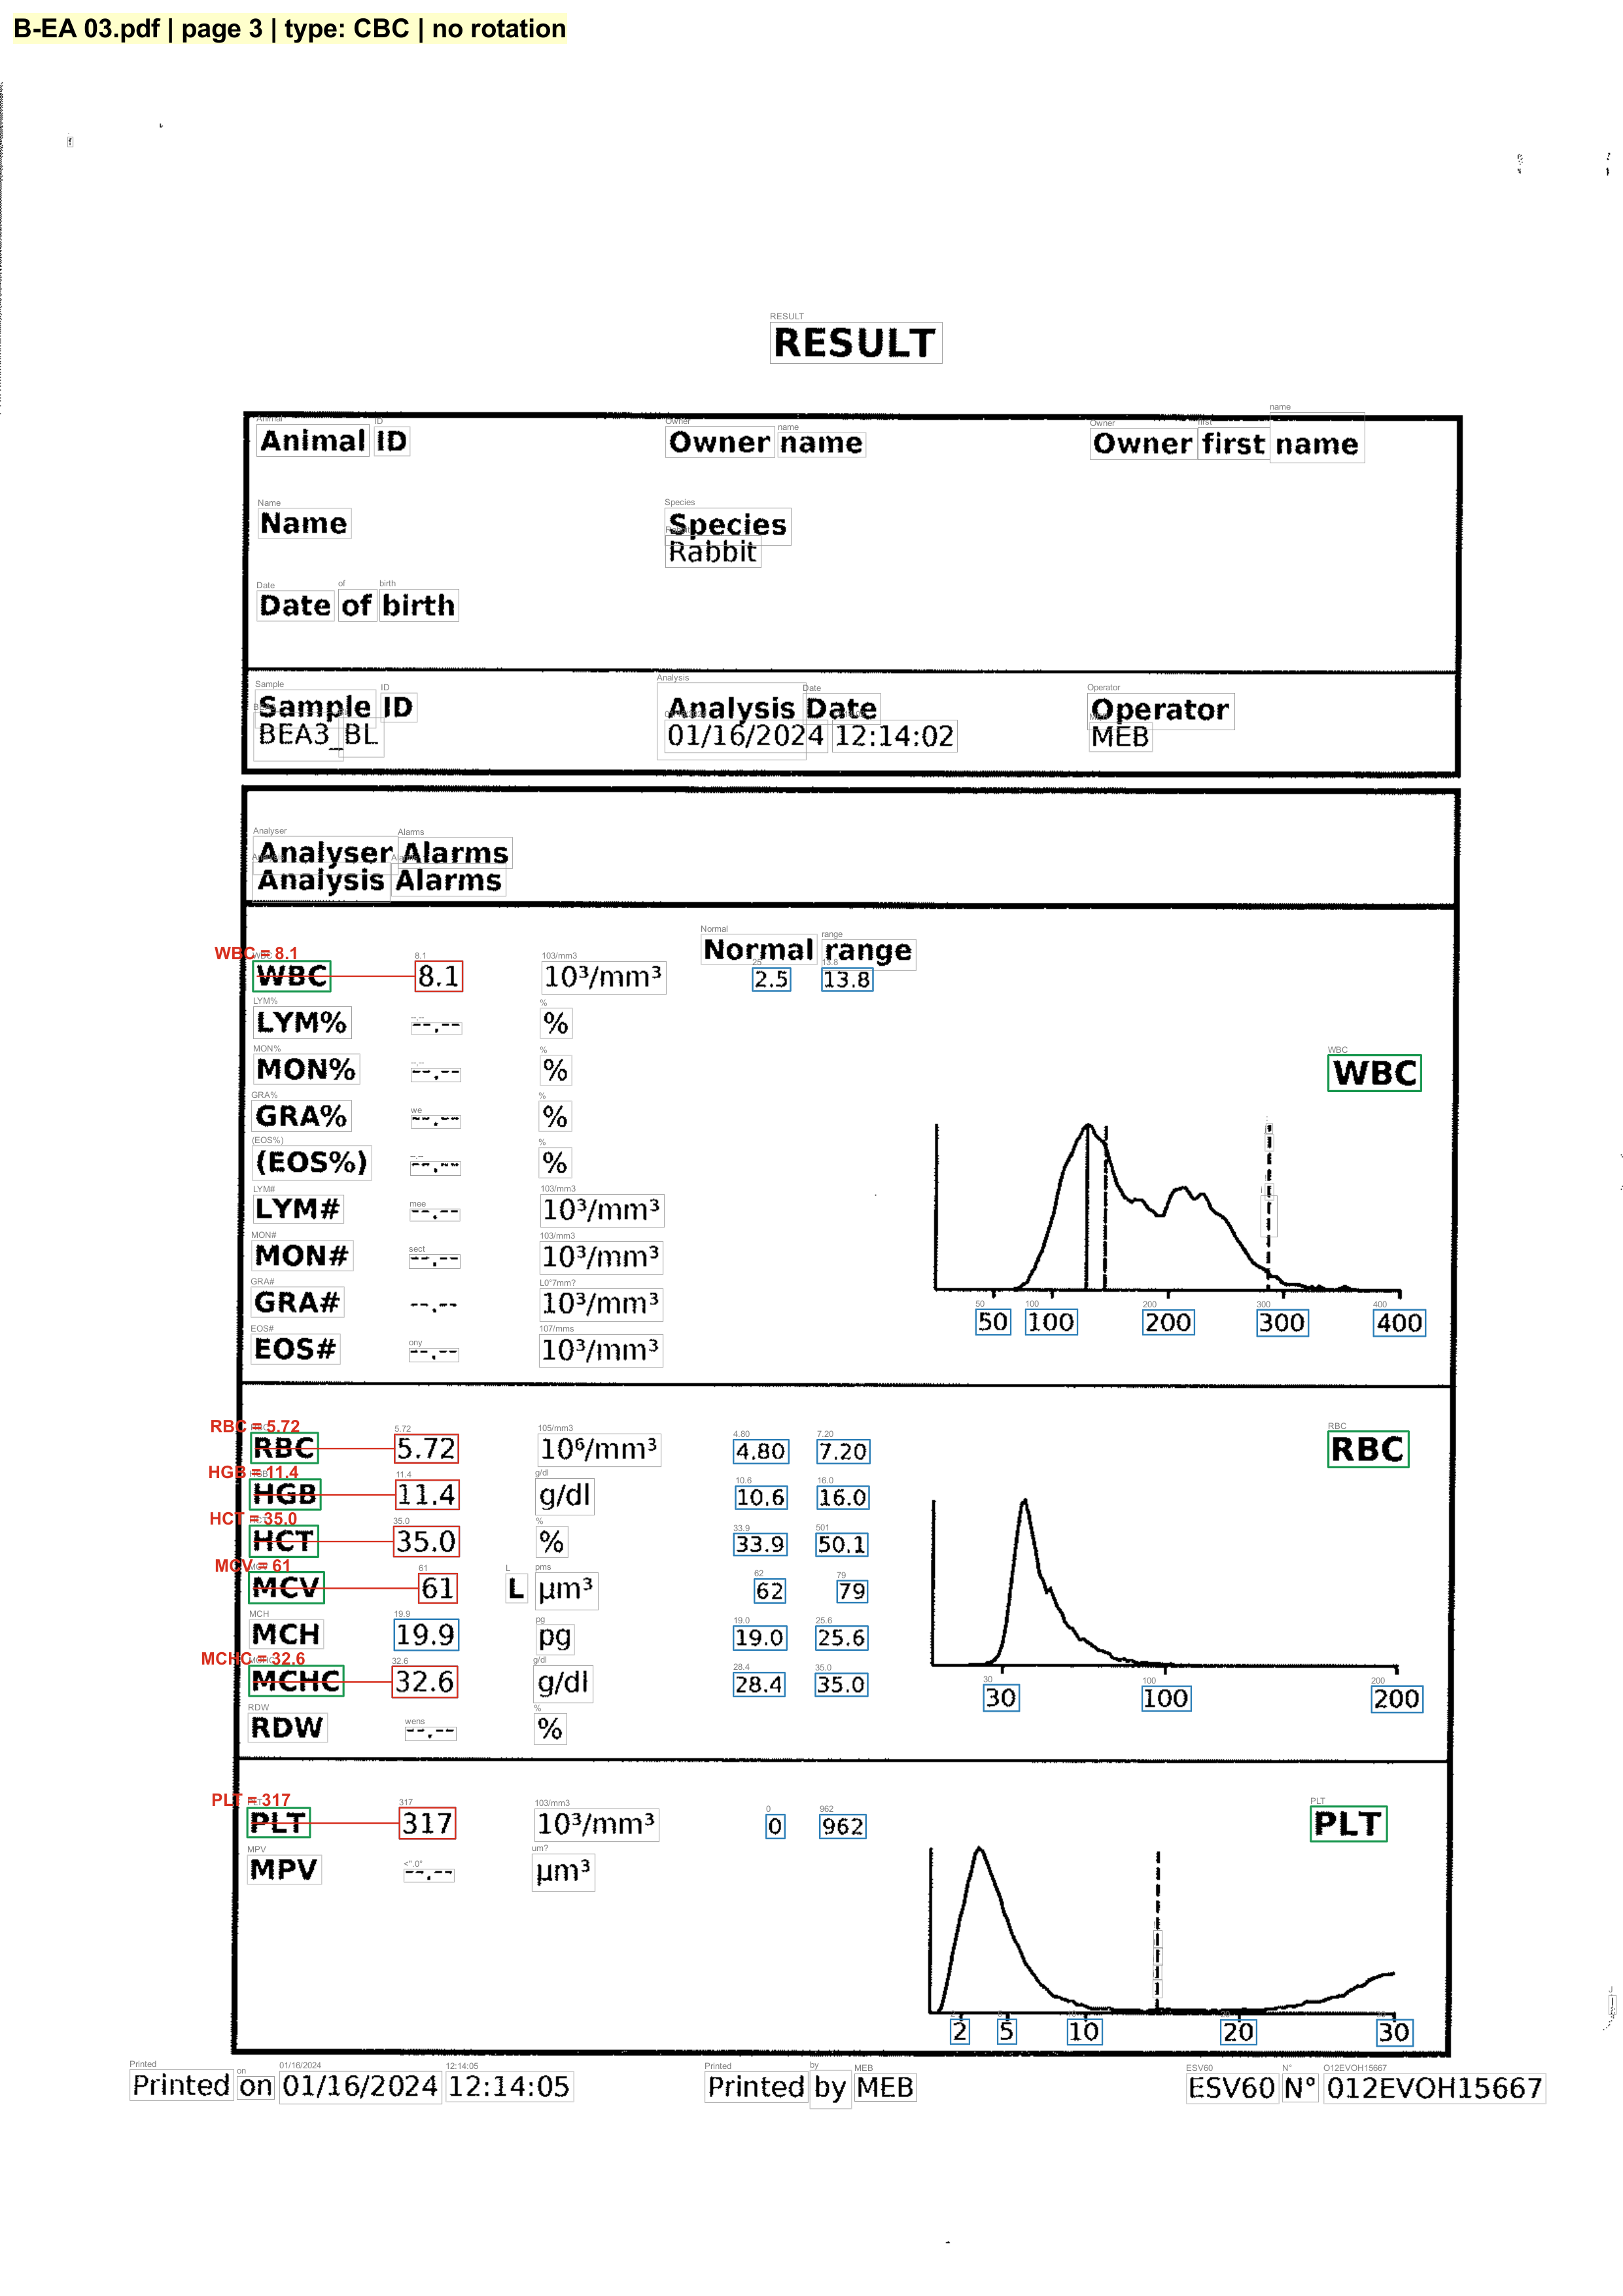 B-EA 03.pdf | page 3 | type: CBC | no rotation
RESULT
Animal ID Owner name Owner first name
Name Species
Rabbit
Date of birth
Sample ID Analysis Date Operator
BEA3_BL 01/16/2024 12:14:02 MEB
Analyser Alarms
Analysis Alarms
Normal range
WBC = 8.1
WBC 8.1 10³/mm³ 2.5 13.8
LYM% --.-- %
MON% --.-- %
GRA% --.-- %
(EOS%) --.-- %
LYM# --.-- 10³/mm³
MON# --.-- 10³/mm³
GRA# --.-- 10³/mm³
EOS# --.-- 10³/mm³
WBC
50 100 200 300 400
RBC = 5.72
RBC 5.72 10⁶/mm³ 4.80 7.20
HGB = 11.4
HGB 11.4 g/dl 10.6 16.0
HCT = 35.0
HCT 35.0 % 33.9 50.1
MCV = 61
MCV 61 L µm³ 62 79
MCH 19.9 pg 19.0 25.6
MCHC = 32.6
MCHC 32.6 g/dl 28.4 35.0
RDW --.-- %
RBC
30 100 200
PLT = 317
PLT 317 10³/mm³ 0 962
MPV --.-- µm³
PLT
2 5 10 20 30
Printed on 01/16/2024 12:14:05 Printed by MEB ESV60 N° 012EVOH15667